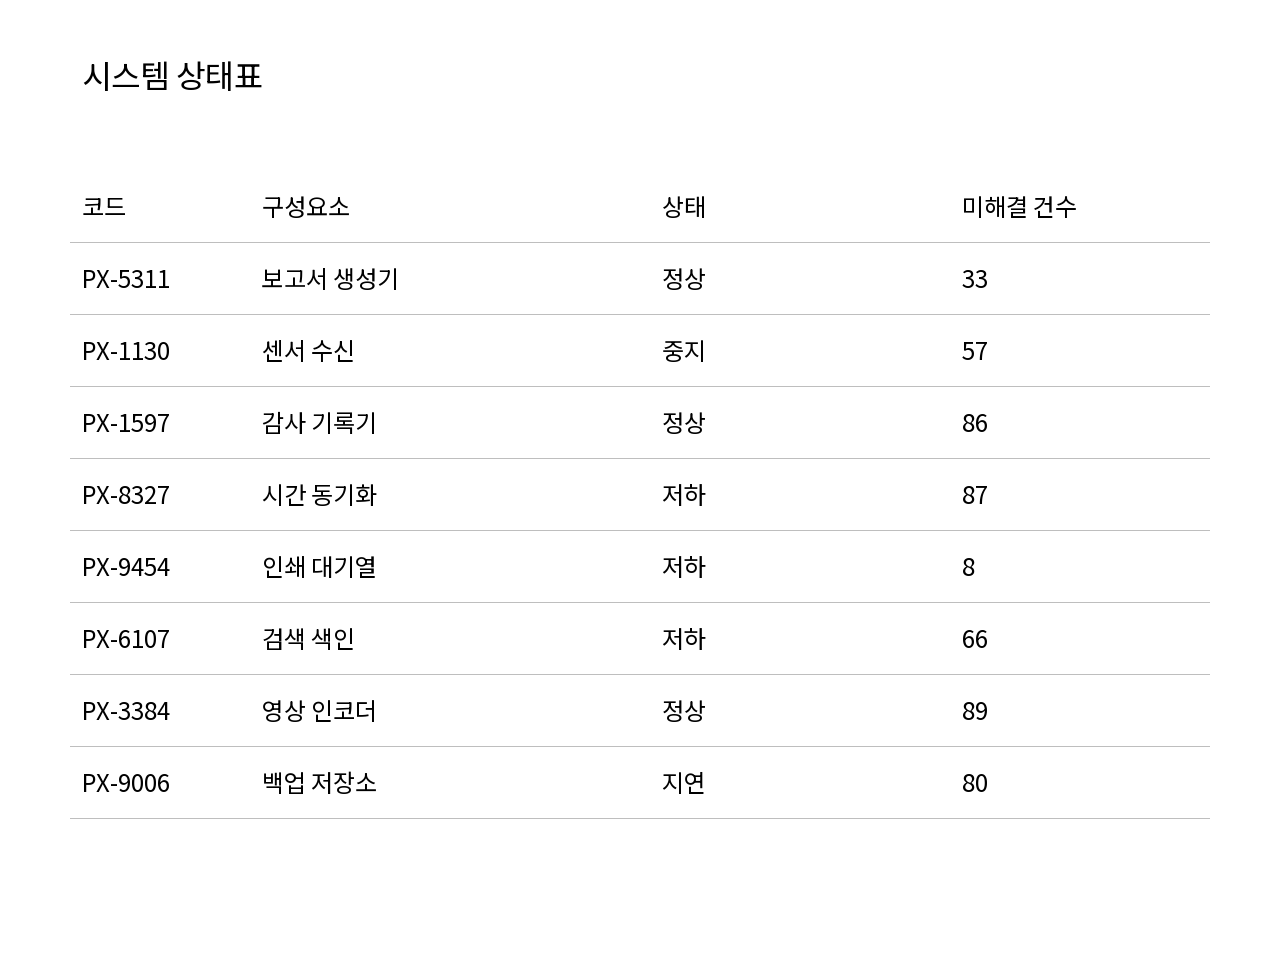 시스템 상태표
코드 구성요소 상태 미해결 건수
PX-5311 보고서 생성기 정상 33
PX-1130 센서 수신 중지 57
PX-1597 감사 기록기 정상 86
PX-8327 시간 동기화 저하 87
PX-9454 인쇄 대기열 저하 8
PX-6107 검색 색인 저하 66
PX-3384 영상 인코더 정상 89
PX-9006 백업 저장소 지연 80